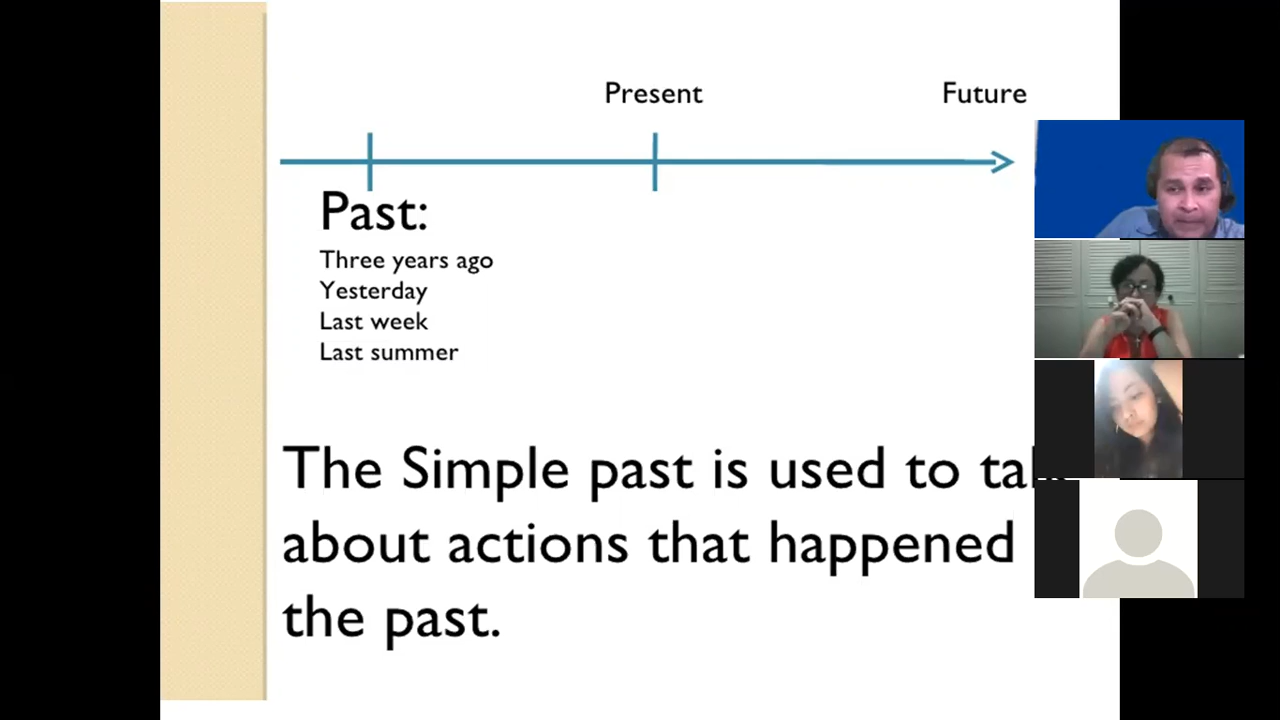 Present Future
Past:
Three years ago
Yesterday
Last week
Last summer
The Simple past is used to
about actions that happened
the past.